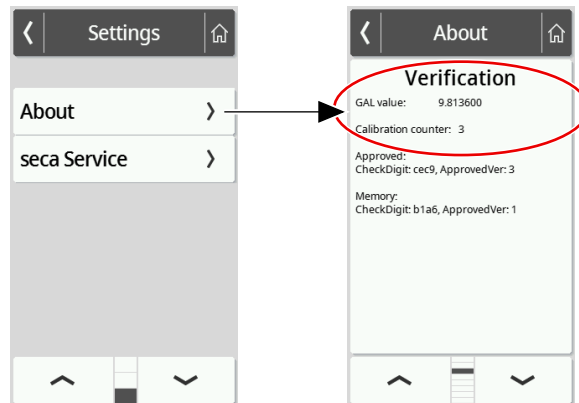 Settings
About
seca Service
About
Verification
GAL value: 9.813600
Calibration counter: 3
Approved:
CheckDigit: cec9, ApprovedVer: 3
Memory:
CheckDigit: b1a6, ApprovedVer: 1